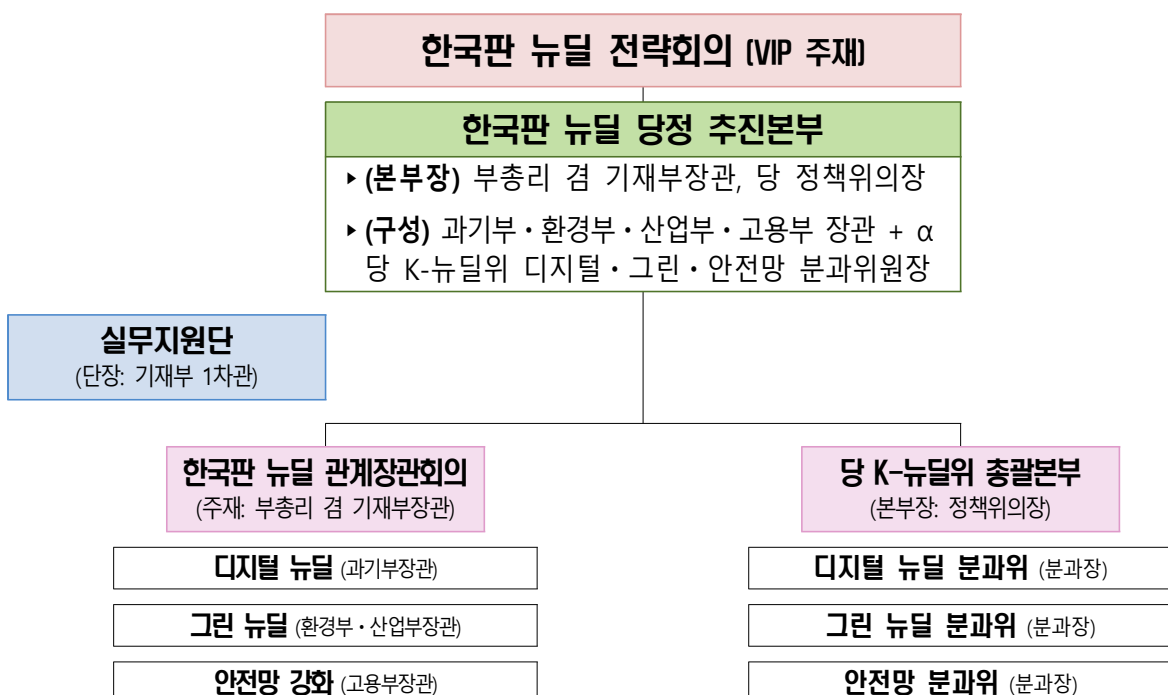 한국판 뉴딜 전략회의 (VIP 주재)
한국판 뉴딜 당정 추진본부
▸ (본부장) 부총리 겸 기재부장관, 당 정책위의장
▸ (구성) 과기부・환경부・산업부・고용부 장관 + α
당 K-뉴딜위 디지털・그린・안전망 분과위원장
실무지원단
(단장: 기재부 1차관)
한국판 뉴딜 관계장관회의
(주재: 부총리 겸 기재부장관)
디지털 뉴딜 (과기부장관)
그린 뉴딜 (환경부・산업부장관)
안전망 강화 (고용부장관)
당 K-뉴딜위 총괄본부
(본부장: 정책위의장)
디지털 뉴딜 분과위 (분과장)
그린 뉴딜 분과위 (분과장)
안전망 분과위 (분과장)